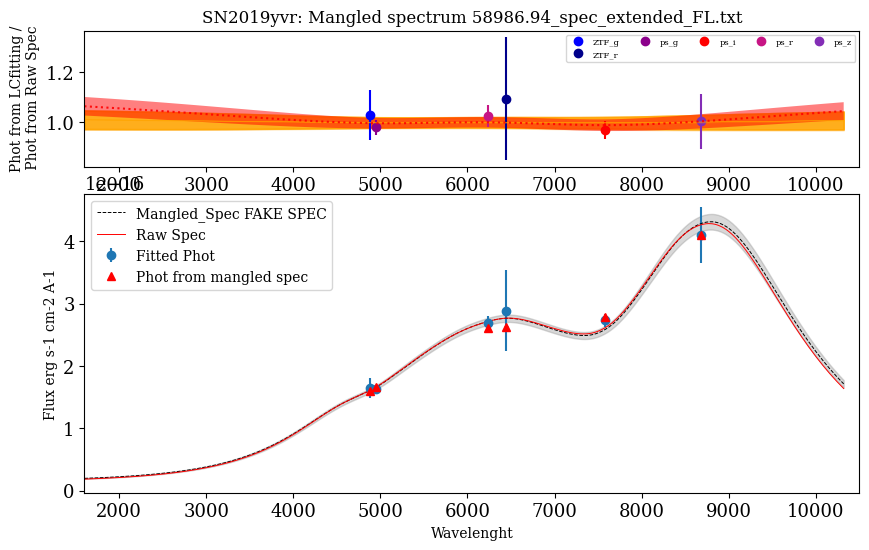 SN2019yvr: Mangled spectrum 58986.94_spec_extended_FL.txt
Phot from LCfitting /
Phot from Raw Spec
1.2
1.0
ZTF_g ps_g ps_i ps_r ps_z
ZTF_r
2000 3000 4000 5000 6000 7000 8000 9000 10000
1e−16
Mangled_Spec FAKE SPEC
Raw Spec
Fitted Phot
Phot from mangled spec
Flux erg s-1 cm-2 A-1
4
3
2
1
0
2000 3000 4000 5000 6000 7000 8000 9000 10000
Wavelenght